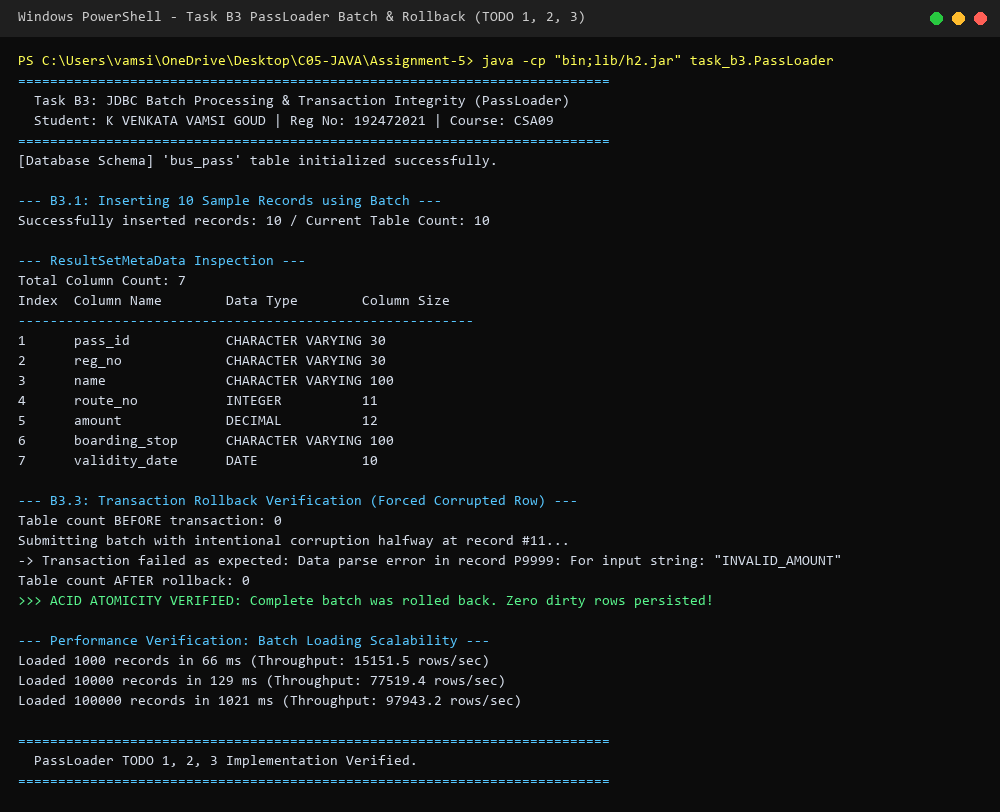 Windows PowerShell - Task B3 PassLoader Batch & Rollback (TODO 1, 2, 3)
PS C:\Users\vamsi\OneDrive\Desktop\C05-JAVA\Assignment-5> java -cp "bin;lib/h2.jar" task_b3.PassLoader
==========================================================================
  Task B3: JDBC Batch Processing & Transaction Integrity (PassLoader)
  Student: K VENKATA VAMSI GOUD | Reg No: 192472021 | Course: CSA09
==========================================================================
[Database Schema] 'bus_pass' table initialized successfully.
--- B3.1: Inserting 10 Sample Records using Batch ---
Successfully inserted records: 10 / Current Table Count: 10
--- ResultSetMetaData Inspection ---
Total Column Count: 7
Index  Column Name        Data Type        Column Size
---------------------------------------------------------
1      pass_id            CHARACTER VARYING 30
2      reg_no             CHARACTER VARYING 30
3      name               CHARACTER VARYING 100
4      route_no           INTEGER          11
5      amount             DECIMAL          12
6      boarding_stop      CHARACTER VARYING 100
7      validity_date      DATE             10
--- B3.3: Transaction Rollback Verification (Forced Corrupted Row) ---
Table count BEFORE transaction: 0
Submitting batch with intentional corruption halfway at record #11...
-> Transaction failed as expected: Data parse error in record P9999: For input string: "INVALID_AMOUNT"
Table count AFTER rollback: 0
>>> ACID ATOMICITY VERIFIED: Complete batch was rolled back. Zero dirty rows persisted!
--- Performance Verification: Batch Loading Scalability ---
Loaded 1000 records in 66 ms (Throughput: 15151.5 rows/sec)
Loaded 10000 records in 129 ms (Throughput: 77519.4 rows/sec)
Loaded 100000 records in 1021 ms (Throughput: 97943.2 rows/sec)
==========================================================================
  PassLoader TODO 1, 2, 3 Implementation Verified.
==========================================================================